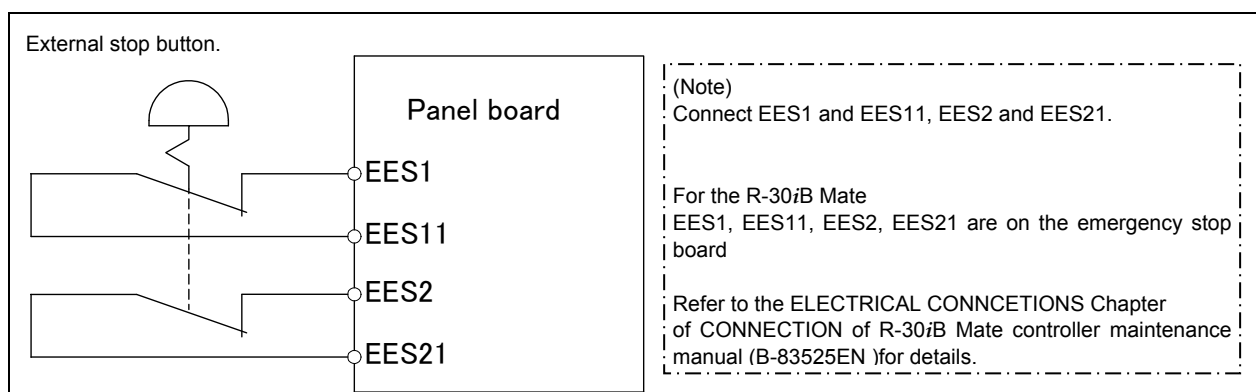 External stop button.
Panel board
EES1
EES11
EES2
EES21
(Note)
Connect EES1 and EES11, EES2 and EES21.
For the R-30iB Mate
EES1, EES11, EES2, EES21 are on the emergency stop
board
Refer to the ELECTRICAL CONNCETIONS Chapter
of CONNECTION of R-30iB Mate controller maintenance
manual (B-83525EN )for details.